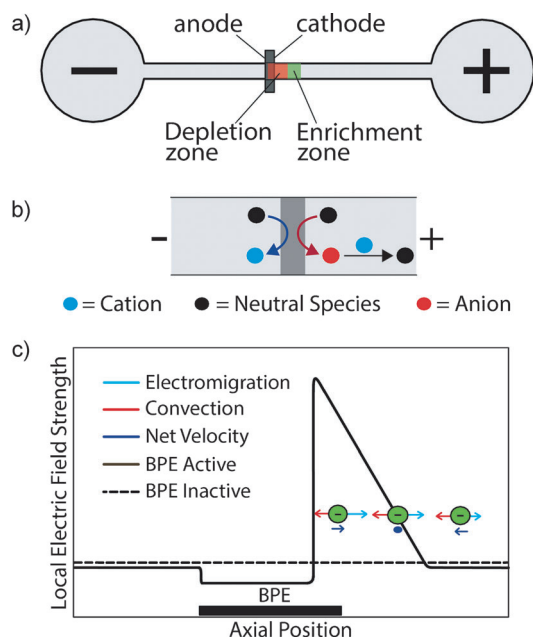 a)
anode
cathode
−
+
Depletion
zone
Enrichment
zone
b)
-
+
= Cation
= Neutral Species
= Anion
c)
Local Electric Field Strength
Electromigration
Convection
Net Velocity
BPE Active
BPE Inactive
−
−
−
BPE
Axial Position